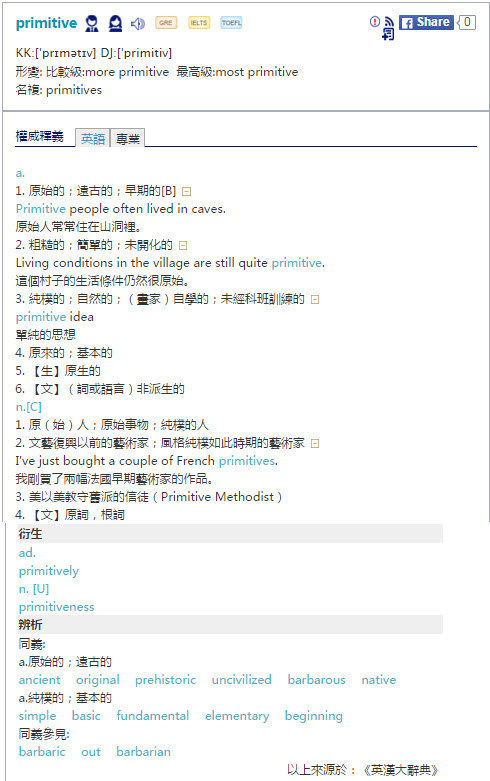 primitive GRE IELTS TOEFL Share 0
KK:['prɪmətɪv] DJ:['primitiv]
形變: 比較級:more primitive 最高級:most primitive
名複: primitives
權威釋義 英語 專業
a.
1. 原始的；遠古的；早期的[B]
Primitive people often lived in caves.
原始人常常住在山洞裡。
2. 粗糙的；簡單的；未開化的
Living conditions in the village are still quite primitive.
這個村子的生活條件仍然很原始。
3. 純樸的；自然的；（畫家）自學的；未經科班訓練的
primitive idea
單純的思想
4. 原來的；基本的
5. 【生】原生的
6. 【文】（詞或語言）非派生的
n.[C]
1. 原（始）人；原始事物；純樸的人
2. 文藝復興以前的藝術家；風格純樸如此時期的藝術家
I've just bought a couple of French primitives.
我剛買了兩幅法國早期藝術家的作品。
3. 美以美教守舊派的信徒（Primitive Methodist）
4. 【文】原詞，根詞
衍生
ad.
primitively
n. [U]
primitiveness
辨析
同義:
a.原始的；遠古的
ancient original prehistoric uncivilized barbarous native
a.純樸的；基本的
simple basic fundamental elementary beginning
同義參見:
barbaric out barbarian
以上來源於：《英漢大辭典》